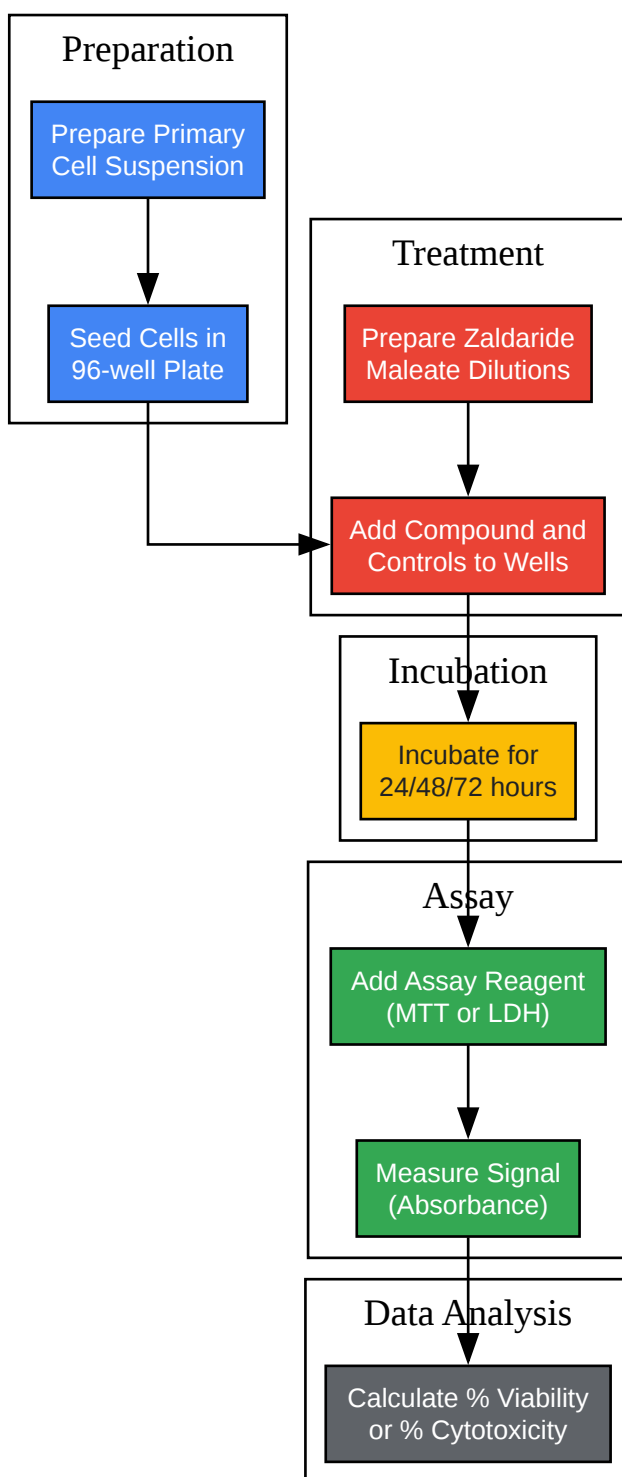 Preparation
Prepare Primary
Cell Suspension
Seed Cells in
96-well Plate
Treatment
Prepare Zaldaride
Maleate Dilutions
Add Compound and
Controls to Wells
Incubation
Incubate for
24/48/72 hours
Assay
Add Assay Reagent
(MTT or LDH)
Measure Signal
(Absorbance)
Data Analysis
Calculate % Viability
or % Cytotoxicity